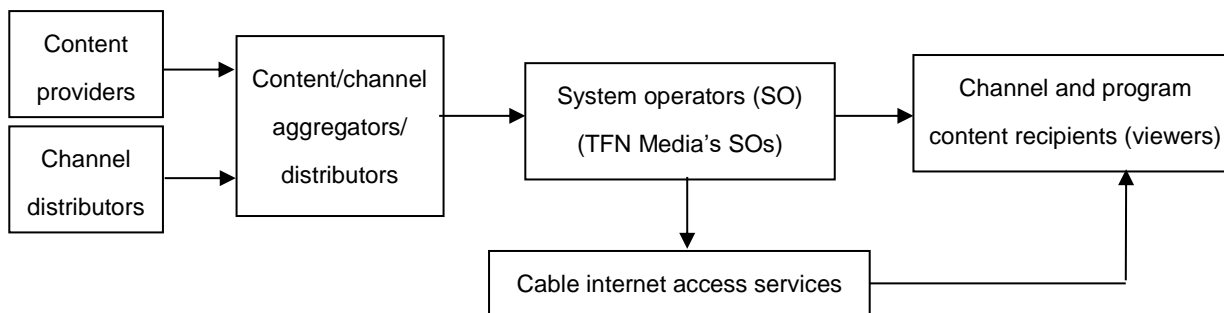 Content
providers
Channel
distributors
Content/channel
aggregators/
distributors
System operators (SO)
(TFN Media’s SOs)
Channel and program
content recipients (viewers)
Cable internet access services